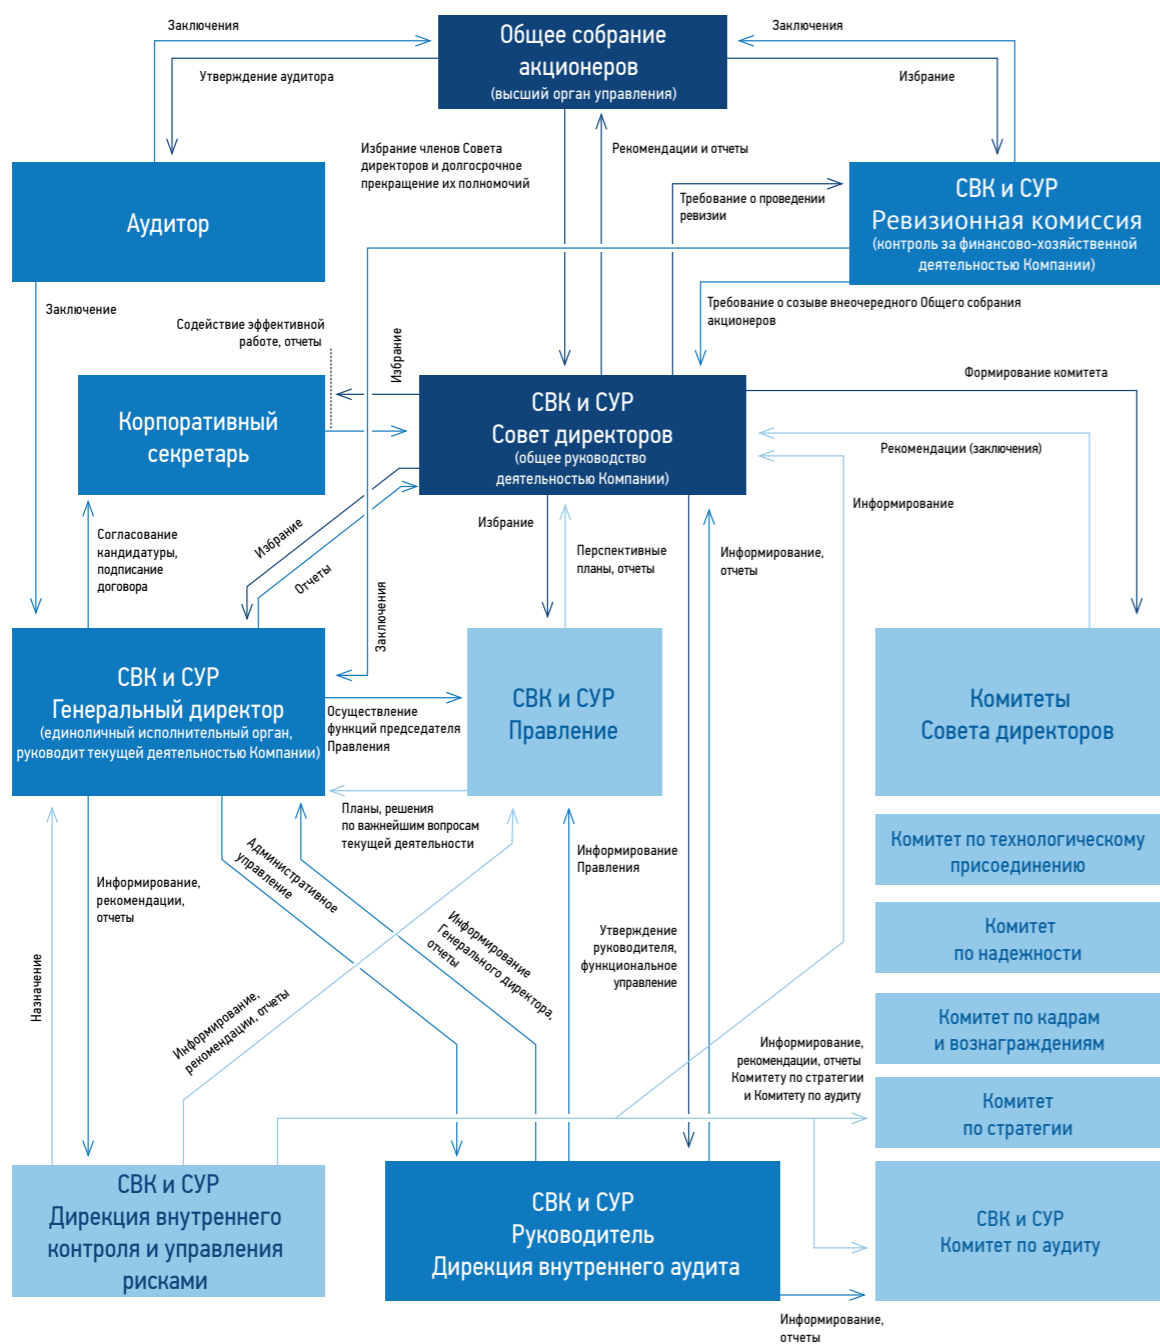 Заключения
Общее собрание
акционеров
(высший орган управления)
Заключения
Утверждение аудитора
Избрание
Избрание членов Совета
директоров и долгосрочное
прекращение их полномочий
Рекомендации и отчеты
Аудитор
Требование о проведении
ревизии
СВК и СУР
Ревизионная комиссия
(контроль за финансово-хозяйственной
деятельностью Компании)
Заключение
Содействие эффективной
работе, отчеты
Избрание
Требование о созыве внеочередного Общего собрания
акционеров
Формирование комитета
Корпоративный
секретарь
СВК и СУР
Совет директоров
(общее руководство
деятельностью Компании)
Рекомендации (заключения)
Информирование
Согласование
кандидатуры,
подписание
договора
Избрание
Отчеты
Заключения
Избрание
Перспективные
планы, отчеты
Информирование,
отчеты
СВК и СУР
Генеральный директор
(единоличный исполнительный орган,
руководит текущей деятельностью Компании)
Осуществление
функций председателя
Правления
СВК и СУР
Правление
Комитеты
Совета директоров
Планы, решения
по важнейшим вопросам
текущей деятельности
Комитет по технологическому
присоединению
Информирование,
рекомендации,
отчеты
Административное
управление
Информирование
Правления
Комитет
по надежности
Назначение
Информирование,
рекомендации, отчеты
Информирование
Генерального директора,
отчеты
Утверждение
руководителя,
функциональное
управление
Комитет по кадрам
и вознаграждениям
Информирование,
рекомендации, отчеты
Комитету по стратегии
и Комитету по аудиту
Комитет
по стратегии
СВК и СУР
Дирекция внутреннего
контроля и управления
рисками
СВК и СУР
Руководитель
Дирекция внутреннего аудита
СВК и СУР
Комитет по аудиту
Информирование,
отчеты